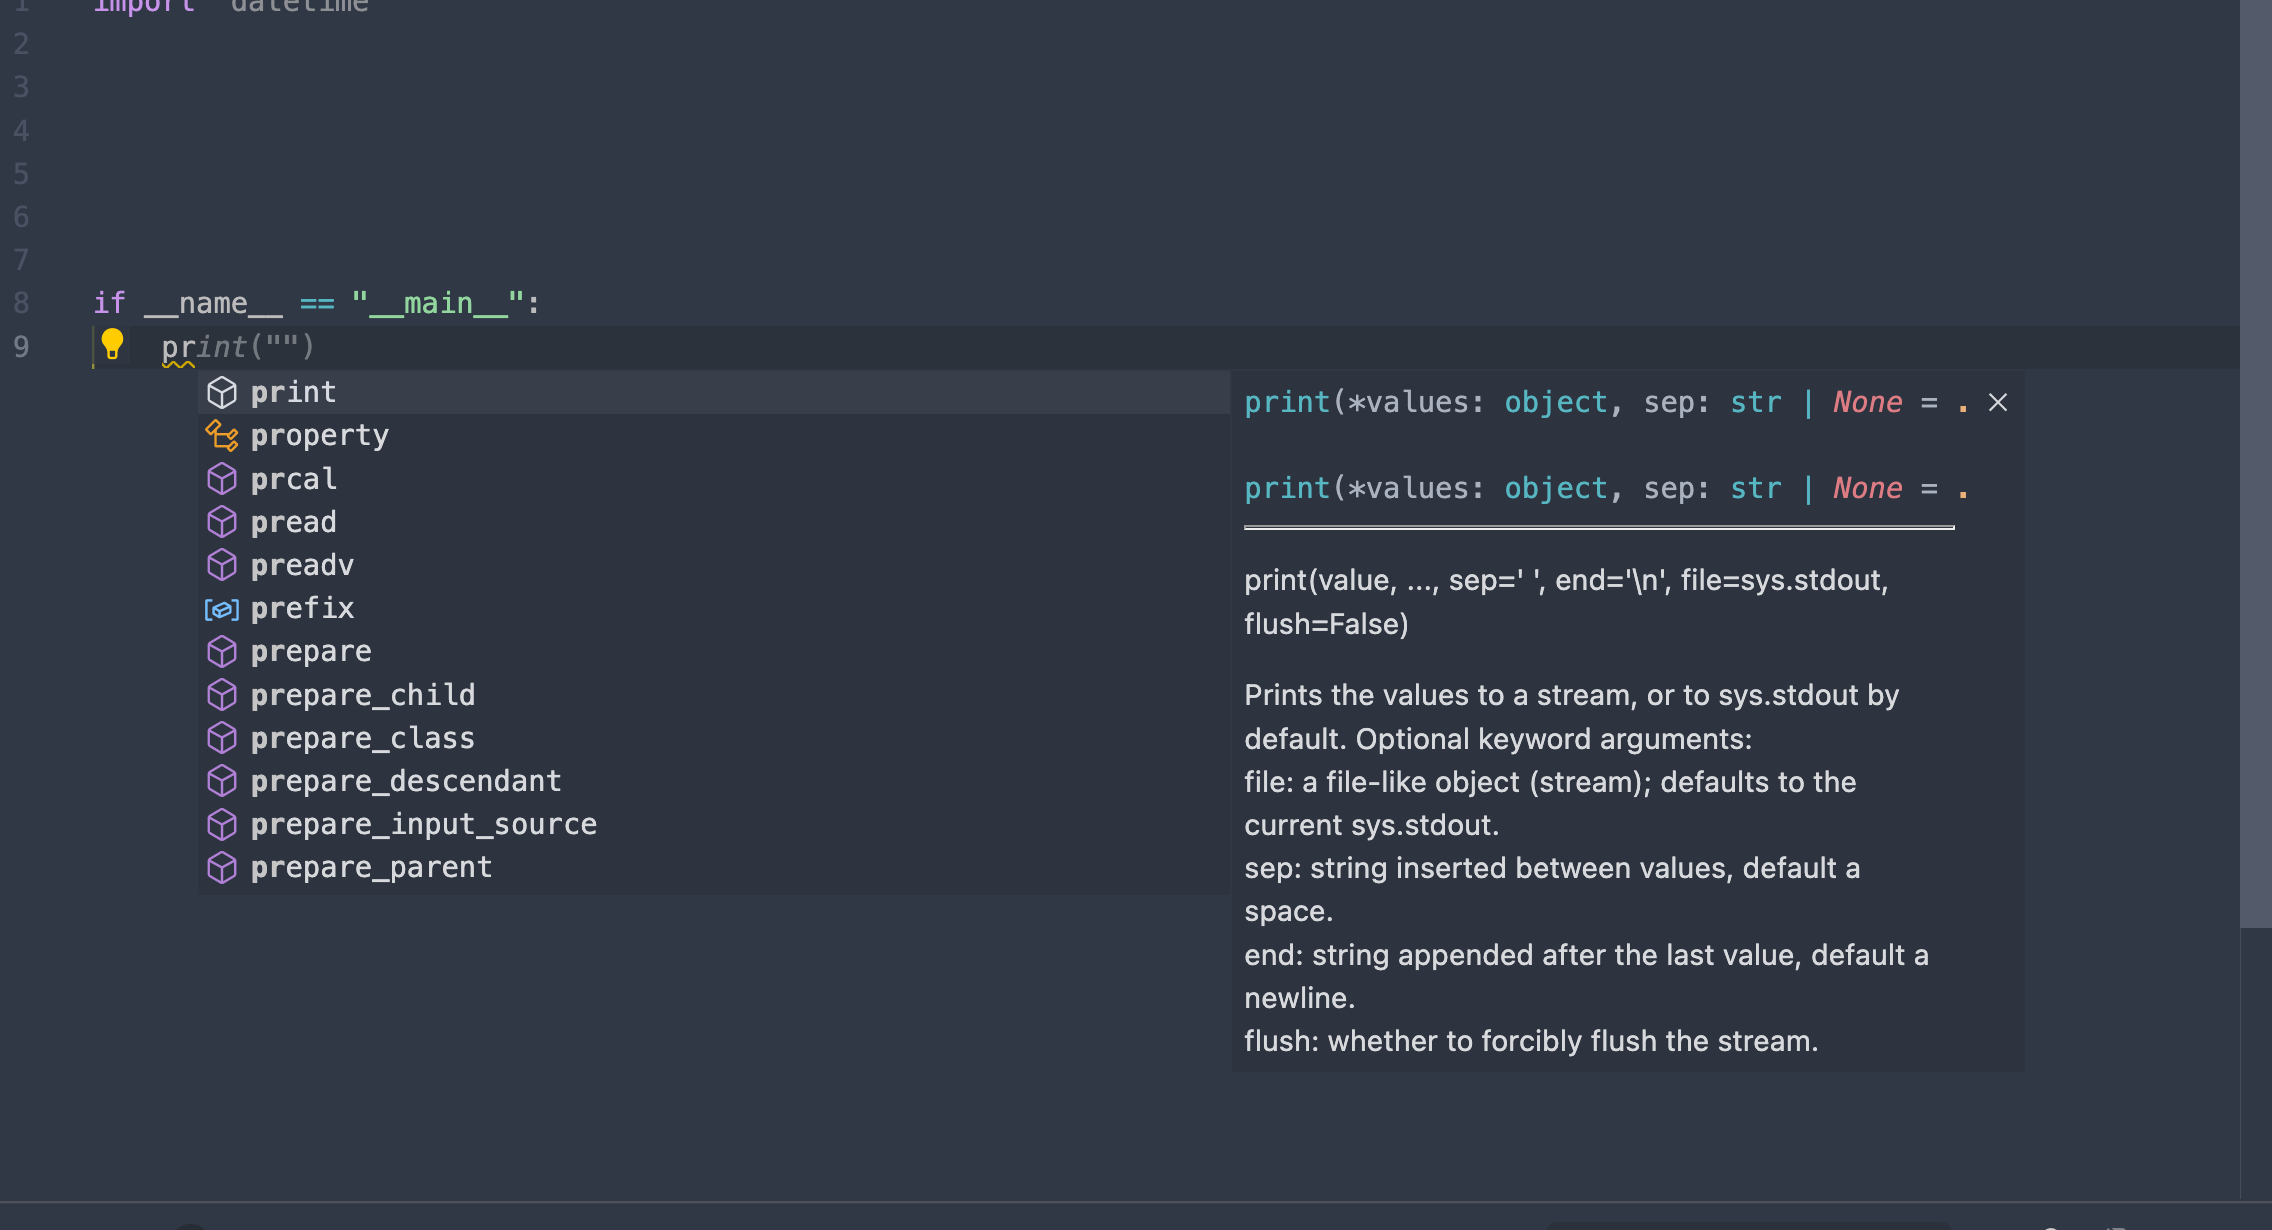 1 import datetime
2
3
4
5
6
7
8 if __name__ == "__main__":
9 print("")
print
property
prcal
pread
preadv
prefix
prepare
prepare_child
prepare_class
prepare_descendant
prepare_input_source
prepare_parent
print(*values: object, sep: str | None = .
print(*values: object, sep: str | None = .
print(value, ..., sep=' ', end='\n', file=sys.stdout,
flush=False)
Prints the values to a stream, or to sys.stdout by
default. Optional keyword arguments:
file: a file-like object (stream); defaults to the
current sys.stdout.
sep: string inserted between values, default a
space.
end: string appended after the last value, default a
newline.
flush: whether to forcibly flush the stream.